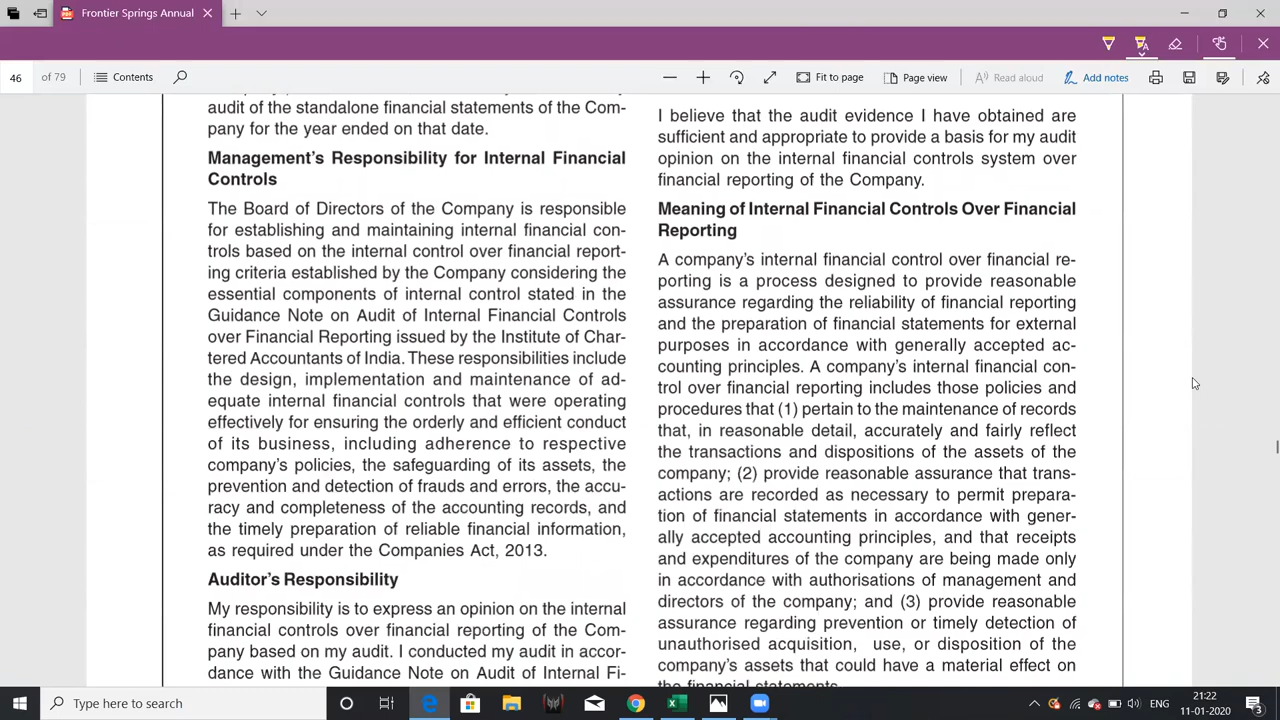 Frontier Springs Annual
46 of 79 Contents Fit to page Page view Read aloud Add notes
audit of the standalone financial statements of the Com-
pany for the year ended on that date.
Management's Responsibility for Internal Financial
Controls
The Board of Directors of the Company is responsible
for establishing and maintaining internal financial con-
trols based on the internal control over financial report-
ing criteria established by the Company considering the
essential components of internal control stated in the
Guidance Note on Audit of Internal Financial Controls
over Financial Reporting issued by the Institute of Char-
tered Accountants of India. These responsibilities include
the design, implementation and maintenance of ad-
equate internal financial controls that were operating
effectively for ensuring the orderly and efficient conduct
of its business, including adherence to respective
company's policies, the safeguarding of its assets, the
prevention and detection of frauds and errors, the accu-
racy and completeness of the accounting records, and
the timely preparation of reliable financial information,
as required under the Companies Act, 2013.
Auditor's Responsibility
My responsibility is to express an opinion on the internal
financial controls over financial reporting of the Com-
pany based on my audit. I conducted my audit in accor-
dance with the Guidance Note on Audit of Internal Fi-
I believe that the audit evidence I have obtained are
sufficient and appropriate to provide a basis for my audit
opinion on the internal financial controls system over
financial reporting of the Company.
Meaning of Internal Financial Controls Over Financial
Reporting
A company's internal financial control over financial re-
porting is a process designed to provide reasonable
assurance regarding the reliability of financial reporting
and the preparation of financial statements for external
purposes in accordance with generally accepted ac-
counting principles. A company's internal financial con-
trol over financial reporting includes those policies and
procedures that (1) pertain to the maintenance of records
that, in reasonable detail, accurately and fairly reflect
the transactions and dispositions of the assets of the
company; (2) provide reasonable assurance that trans-
actions are recorded as necessary to permit prepara-
tion of financial statements in accordance with gener-
ally accepted accounting principles, and that receipts
and expenditures of the company are being made only
in accordance with authorisations of management and
directors of the company; and (3) provide reasonable
assurance regarding prevention or timely detection of
unauthorised acquisition, use, or disposition of the
company's assets that could have a material effect on
the financial statements.
Type here to search
ENG
21:22
11-01-2020
3